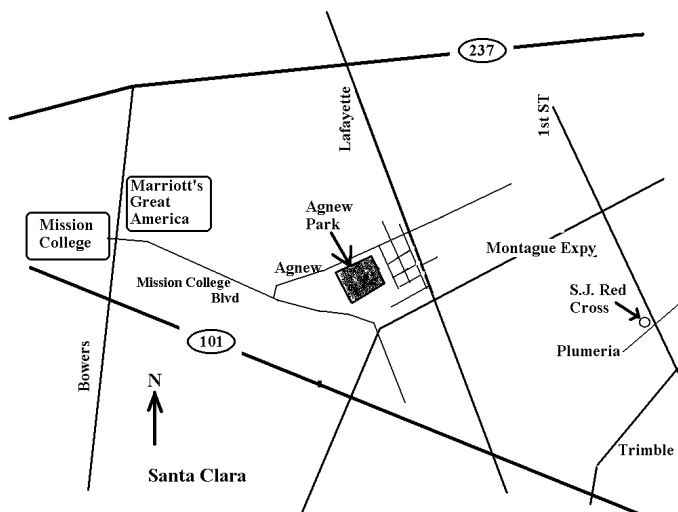 237
Lafayette
1st ST
Marriott's
Great
America
Mission
College
Agnew
Park
Agnew
Montague Expy
Mission College
Blvd
S.J. Red
Cross
101
Plumeria
Bowers
N
Trimble
Santa Clara